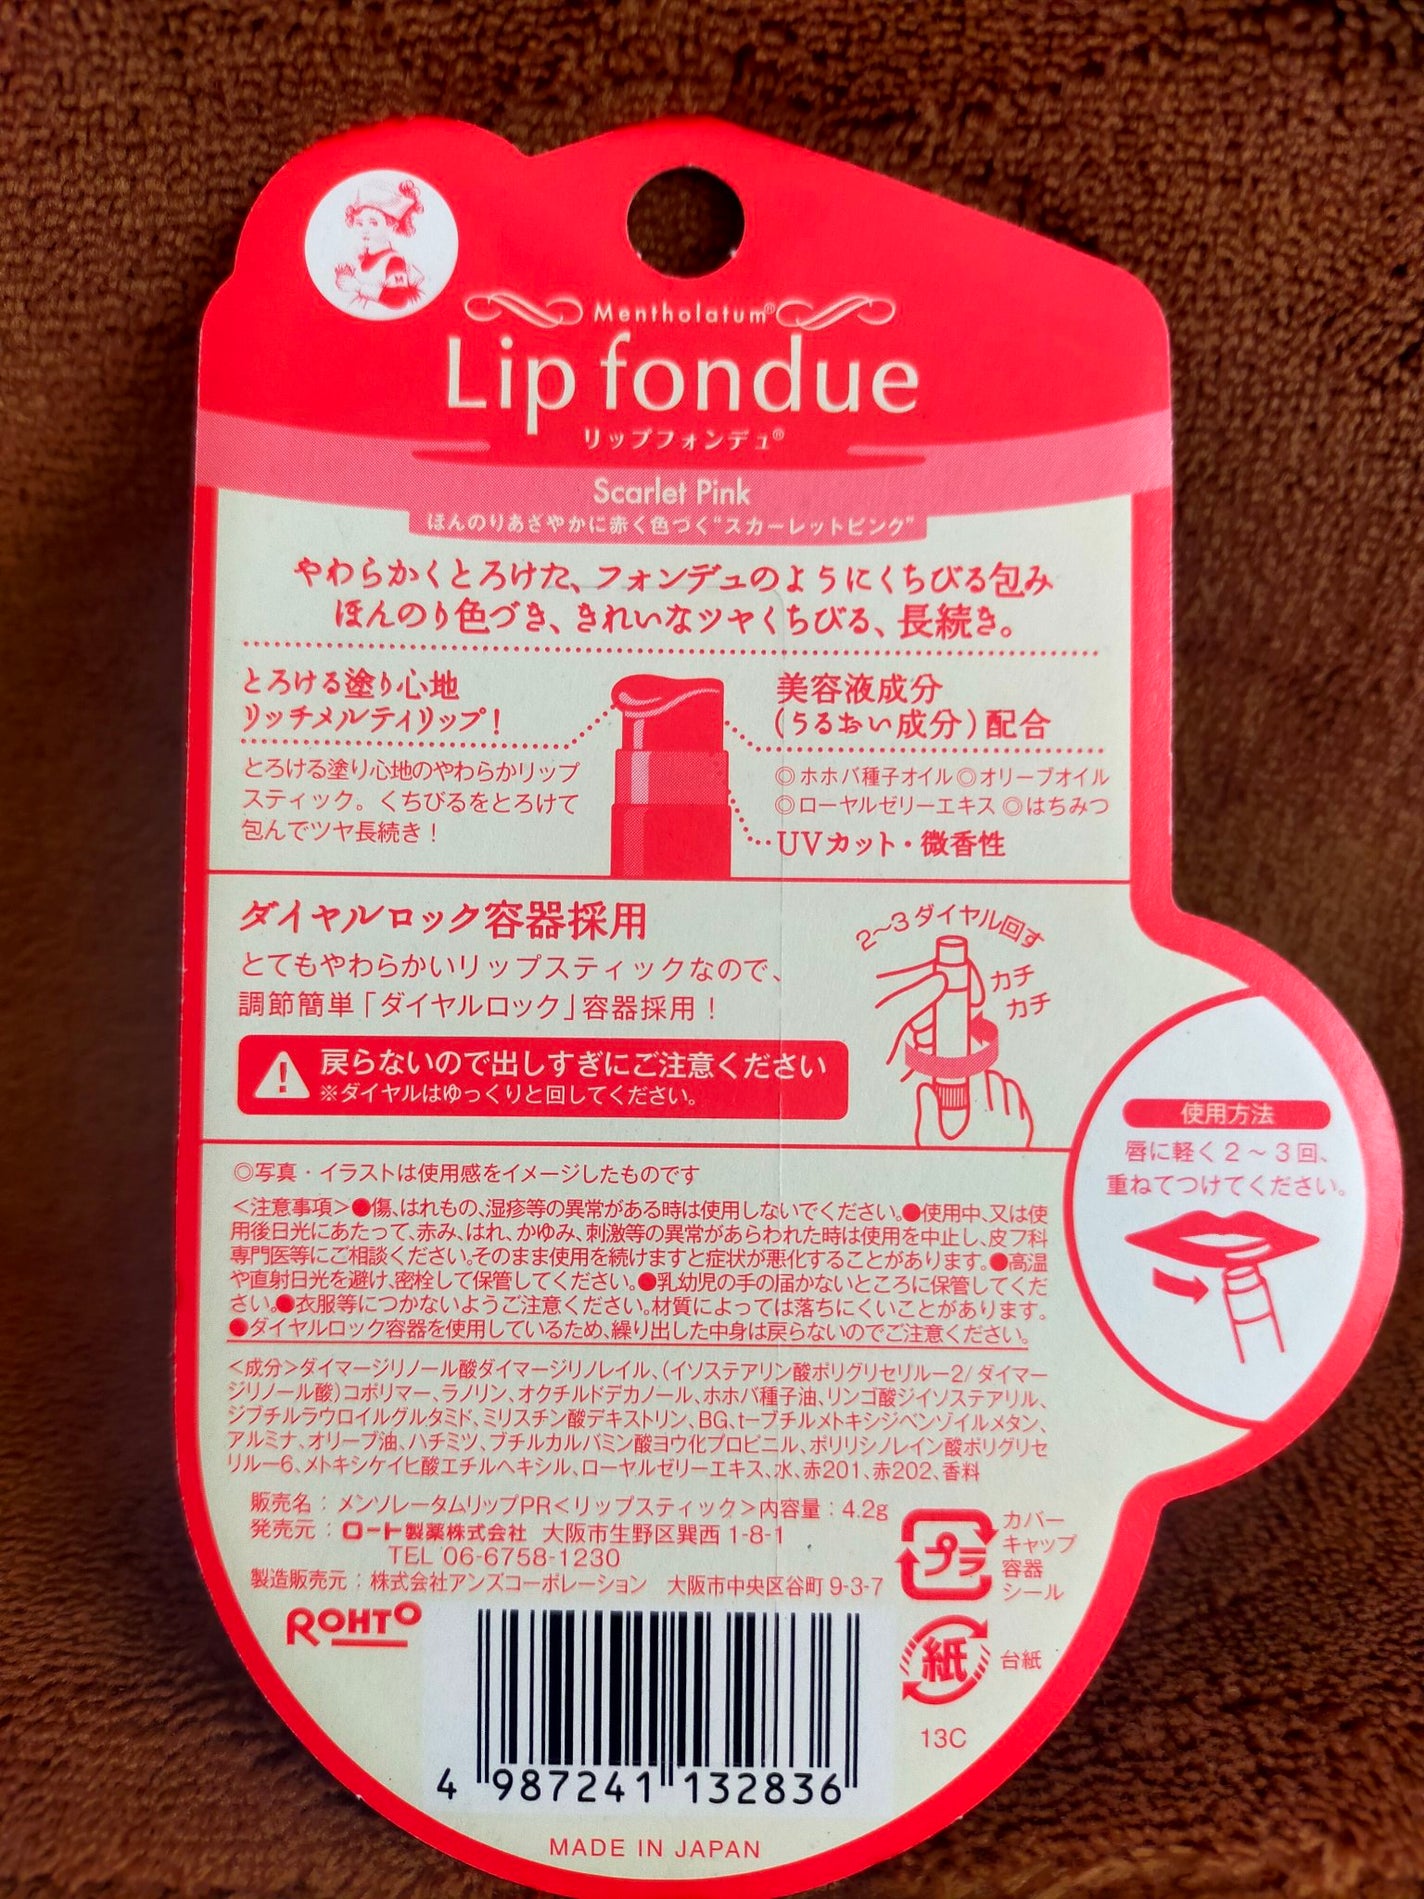 Mentholatum®
Lip fondue
リップフォンデュ®
Scarlet Pink
ほんのりあざやかに赤く色づく“スカーレットピンク”
やわらかくとろけた、フォンデュのようにくちびる包み
ほんのり色づき、きれいなツヤくちびる、長続き。
とろける塗り心地
リッチメルティリップ!
とろける塗り心地のやわらかリップ
スティック。くちびるをとろけて
包んでツヤ長続き!
美容液成分
(うるおい成分)配合
◎ホホバ種子オイル◎オリーブオイル
◎ローヤルゼリーエキス ◎はちみつ
UVカット・微香性
ダイヤルロック容器採用
とてもやわらかいリップスティックなので、
調節簡単「ダイヤルロック」容器採用!
戻らないので出しすぎにご注意ください
※ダイヤルはゆっくりと回してください。
2〜3ダイヤル回す
カチ
カチ
使用方法
唇に軽く2〜3回、
重ねてつけてください。
◎写真・イラストは使用感をイメージしたものです
<注意事項>●傷、はれもの、湿疹等の異常がある時は使用しないでください。●使用中、又は使
用後日光にあたって、赤み、はれ、かゆみ、刺激等の異常があらわれた時は使用を中止し、皮フ科
専門医等にご相談ください。そのまま使用を続けますと症状が悪化することがあります。●高温
や直射日光を避け、密栓して保管してください。●乳幼児の手の届かないところに保管してくだ
さい。●衣服等につかないようご注意ください。材質によっては落ちにくいことがあります。
●ダイヤルロック容器を使用しているため、繰り出した中身は戻らないのでご注意ください。
<成分>ダイマージリノール酸ダイマージリノレイル、(イソステアリン酸ポリグリセリル−2/ダイマー
ジリノール酸)コポリマー、ラノリン、オクチルドデカノール、ホホバ種子油、リンゴ酸ジイソステアリル、
ジブチルラウロイルグルタミド、ミリスチン酸デキストリン、BG、t−ブチルメトキシジベンゾイルメタン、
アルミナ、オリーブ油、ハチミツ、ブチルカルバミン酸ヨウ化プロピニル、ポリリシノレイン酸ポリグリセ
リル−6、メトキシケイヒ酸エチルヘキシル、ローヤルゼリーエキス、水、赤201、赤202、香料
販売名:メンソレータムリップPR<リップスティック>内容量:4.2g
発売元:ロート製薬株式会社 大阪市生野区巽西 1-8-1
TEL 06-6758-1230
製造販売元:株式会社アンズコーポレーション 大阪市中央区谷町 9-3-7
プラ
カバー
キャップ
容器
シール
ROHTO
紙
台紙
13C
4 987241 132836
MADE IN JAPAN